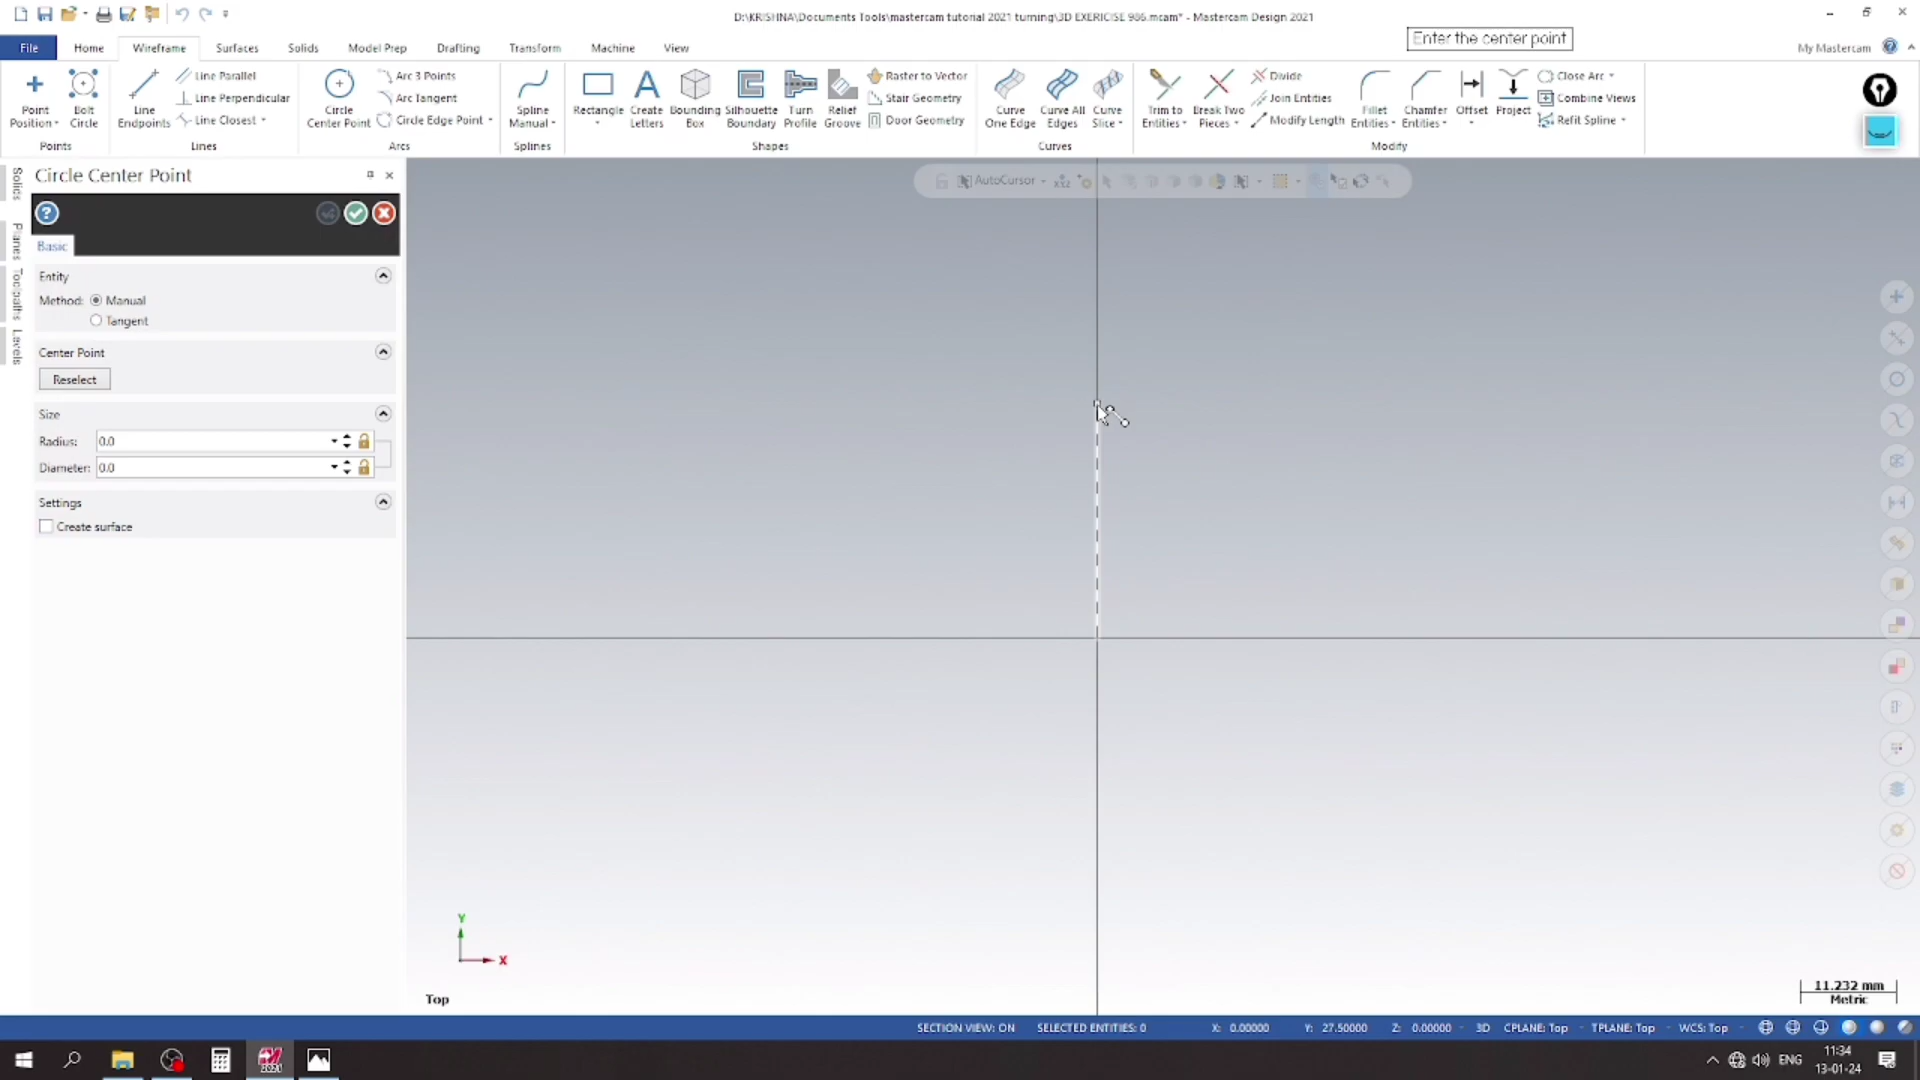 D:\KRISHNA\Documents Tools\mastercam tutorial 2021 turning\3D EXERICISE 986.mcam* - Mastercam Design 2021
Enter the center point
File
Home
Wireframe
Surfaces
Solids
Model Prep
Drafting
Transform
Machine
View
My Mastercam
Point Position
Bolt Circle
Points
Line Endpoints
Line Parallel
Line Perpendicular
Line Closest
Lines
Circle Center Point
Arc 3 Points
Arc Tangent
Circle Edge Point
Arcs
Spline Manual
Splines
Rectangle
Create Letters
Bounding Box
Silhouette Boundary
Turn Profile
Relief Groove
Raster to Vector
Stair Geometry
Door Geometry
Shapes
Curve One Edge
Curve All Edges
Curve Slice
Curves
Trim to Entities
Break Two Pieces
Divide
Join Entities
Modify Length
Fillet Entities
Chamfer Entities
Offset
Project
Close Arc
Combine Views
Refit Spline
Modify
Solids
Planes
Toolpaths
Levels
Circle Center Point
Basic
Entity
Method: Manual
Tangent
Center Point
Reselect
Size
Radius: 0.0
Diameter: 0.0
Settings
Create surface
AutoCursor
Y
X
Top
11.232 mm
Metric
SECTION VIEW: ON SELECTED ENTITIES: 0 X: 0.00000 Y: 27.50000 Z: 0.00000 3D CPLANE: Top TPLANE: Top WCS: Top
ENG
11:34
13-01-24